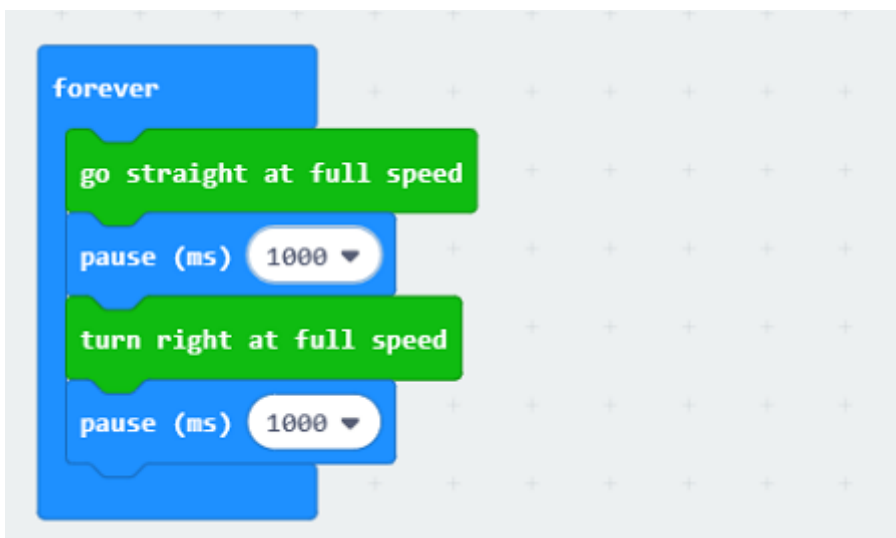 forever
go straight at full speed
pause (ms) 1000
turn right at full speed
pause (ms) 1000